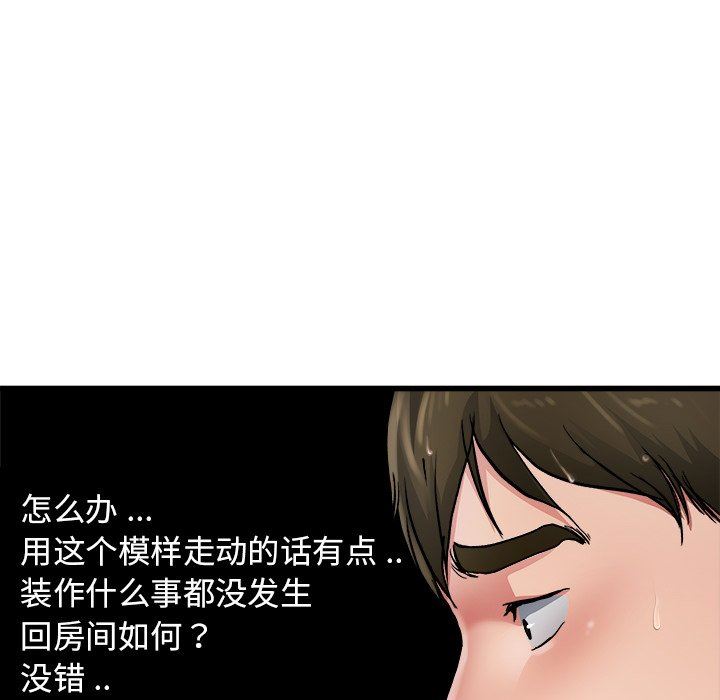 怎么办 ...
用这个模样走动的话有点 ..
装作什么事都没发生
回房间如何？
没错 ..